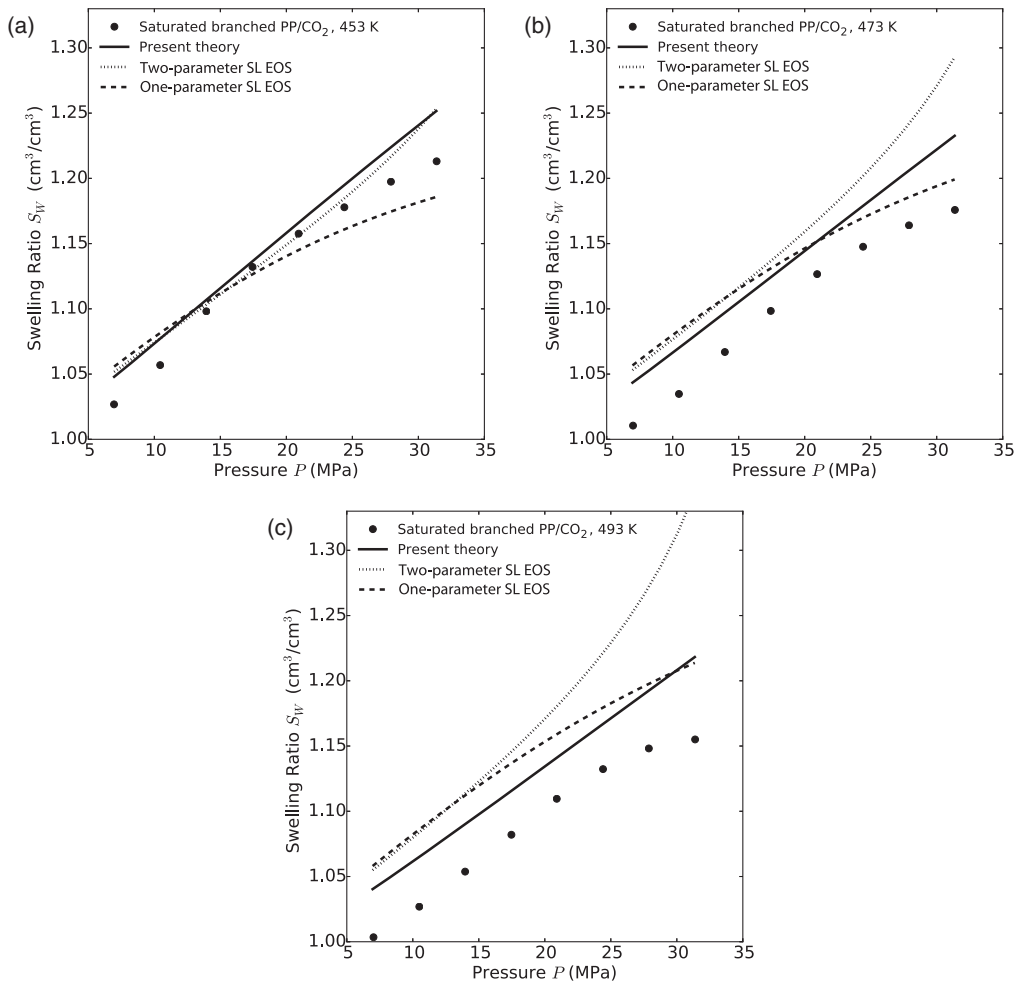 (a)
Saturated branched PP/CO₂, 453 K
Present theory
Two-parameter SL EOS
One-parameter SL EOS
1.30
1.25
1.20
1.15
1.10
1.05
1.00
Swelling Ratio S_W (cm³/cm³)
5 10 15 20 25 30 35
Pressure P (MPa)
(b)
Saturated branched PP/CO₂, 473 K
Present theory
Two-parameter SL EOS
One-parameter SL EOS
1.30
1.25
1.20
1.15
1.10
1.05
1.00
Swelling Ratio S_W (cm³/cm³)
5 10 15 20 25 30 35
Pressure P (MPa)
(c)
Saturated branched PP/CO₂, 493 K
Present theory
Two-parameter SL EOS
One-parameter SL EOS
1.30
1.25
1.20
1.15
1.10
1.05
1.00
Swelling Ratio S_W (cm³/cm³)
5 10 15 20 25 30 35
Pressure P (MPa)